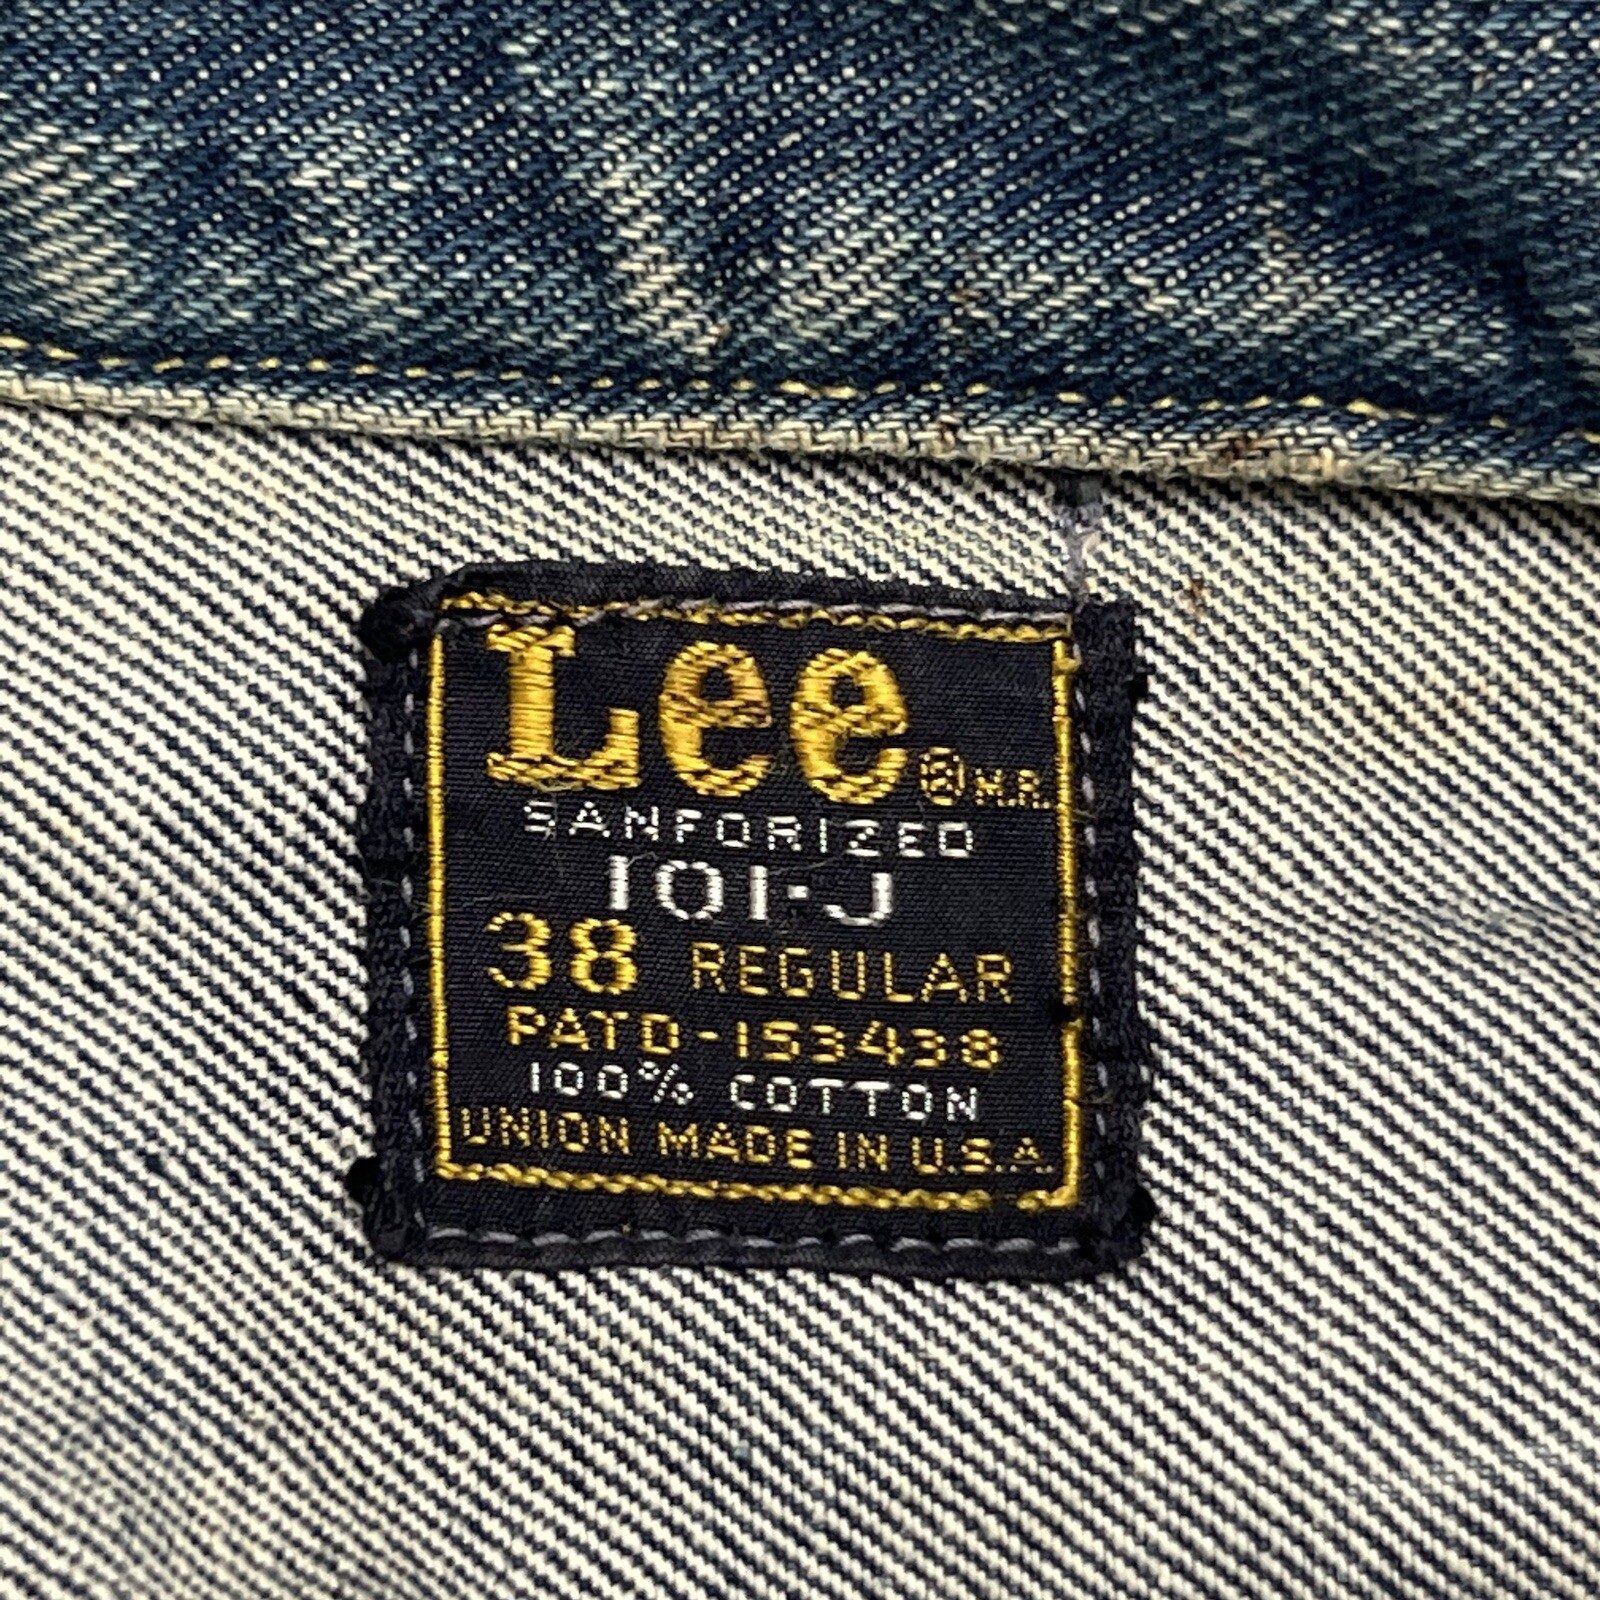 Lee ® M.R.
SANFORIZED
101-J
38 REGULAR
PATD-153438
100% COTTON
UNION MADE IN U.S.A.